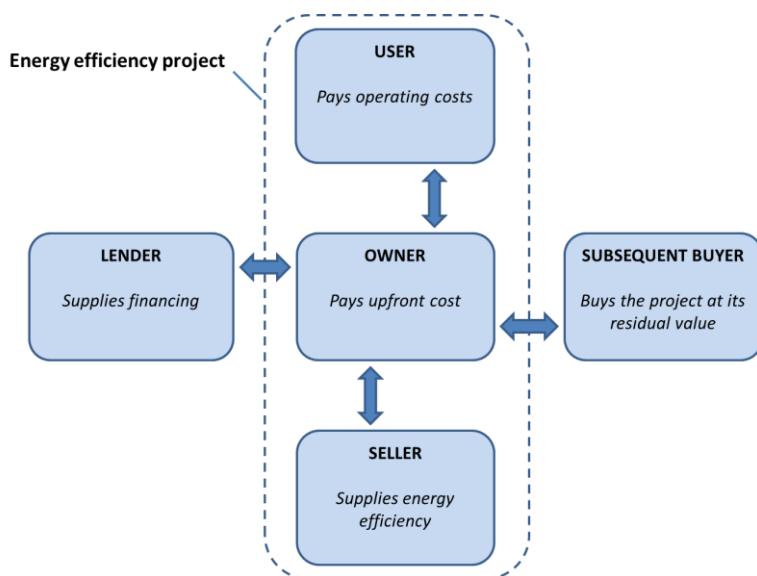 Energy efficiency project
USER
Pays operating costs
LENDER
Supplies financing
OWNER
Pays upfront cost
SUBSEQUENT BUYER
Buys the project at its
residual value
SELLER
Supplies energy
efficiency